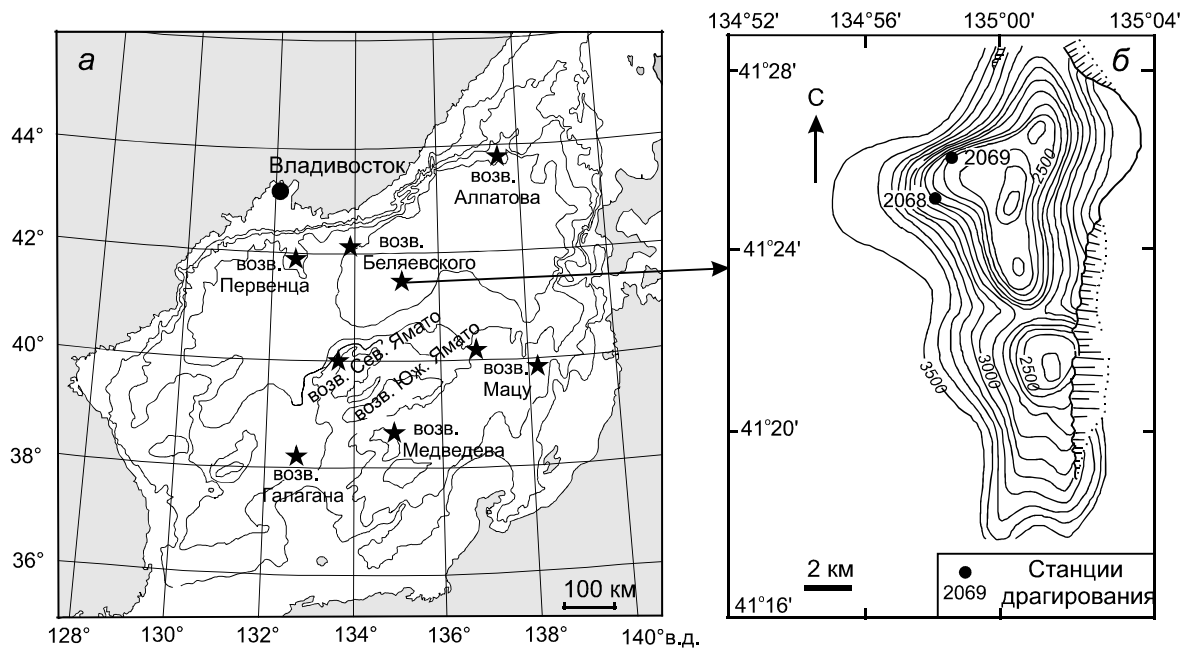 а
44°
42°
40°
38°
36°
128°
130°
132°
134°
136°
138°
140°в.д.
Владивосток
возв.
Алпатова
возв.
Беляевского
возв.
Первенца
возв. Сев. Ямато
возв. Юж. Ямато
возв.
Мацу
возв.
Медведева
возв.
Галагана
100 км
134°52'
134°56'
135°00'
135°04'
б
41°28'
41°24'
41°20'
41°16'
С
2069
2068
2500
3500
3000
2500
2 км
2069
Станции
драгирования